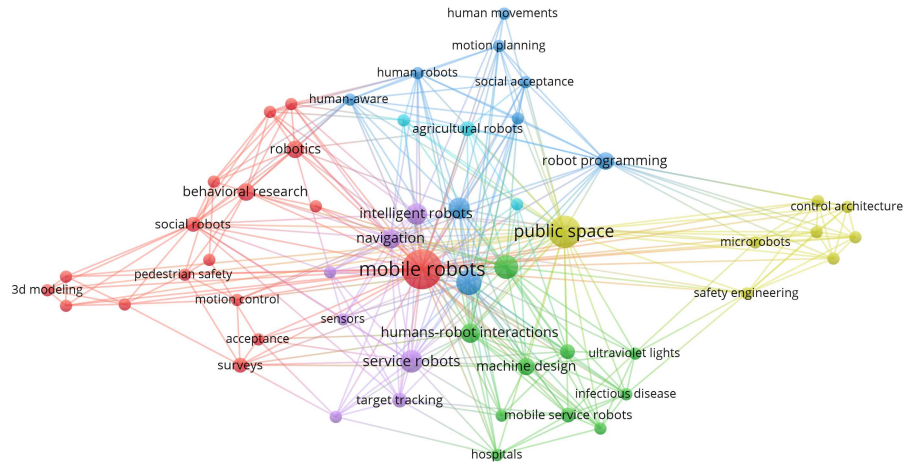 human movements
motion planning
human robots
social acceptance
human-aware
agricultural robots
robotics
robot programming
behavioral research
control architecture
intelligent robots
social robots
public space
navigation
microrobots
mobile robots
pedestrian safety
3d modeling
safety engineering
motion control
sensors
humans-robot interactions
acceptance
ultraviolet lights
service robots
surveys
machine design
infectious disease
target tracking
mobile service robots
hospitals